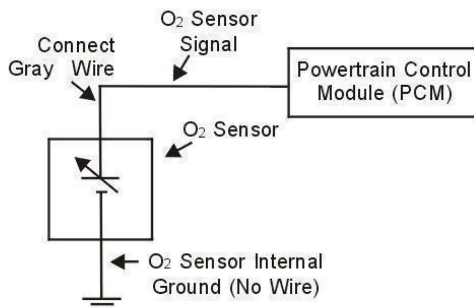 O2 Sensor
Signal
Connect
Gray Wire
Powertrain Control
Module (PCM)
O2 Sensor
O2 Sensor Internal
Ground (No Wire)